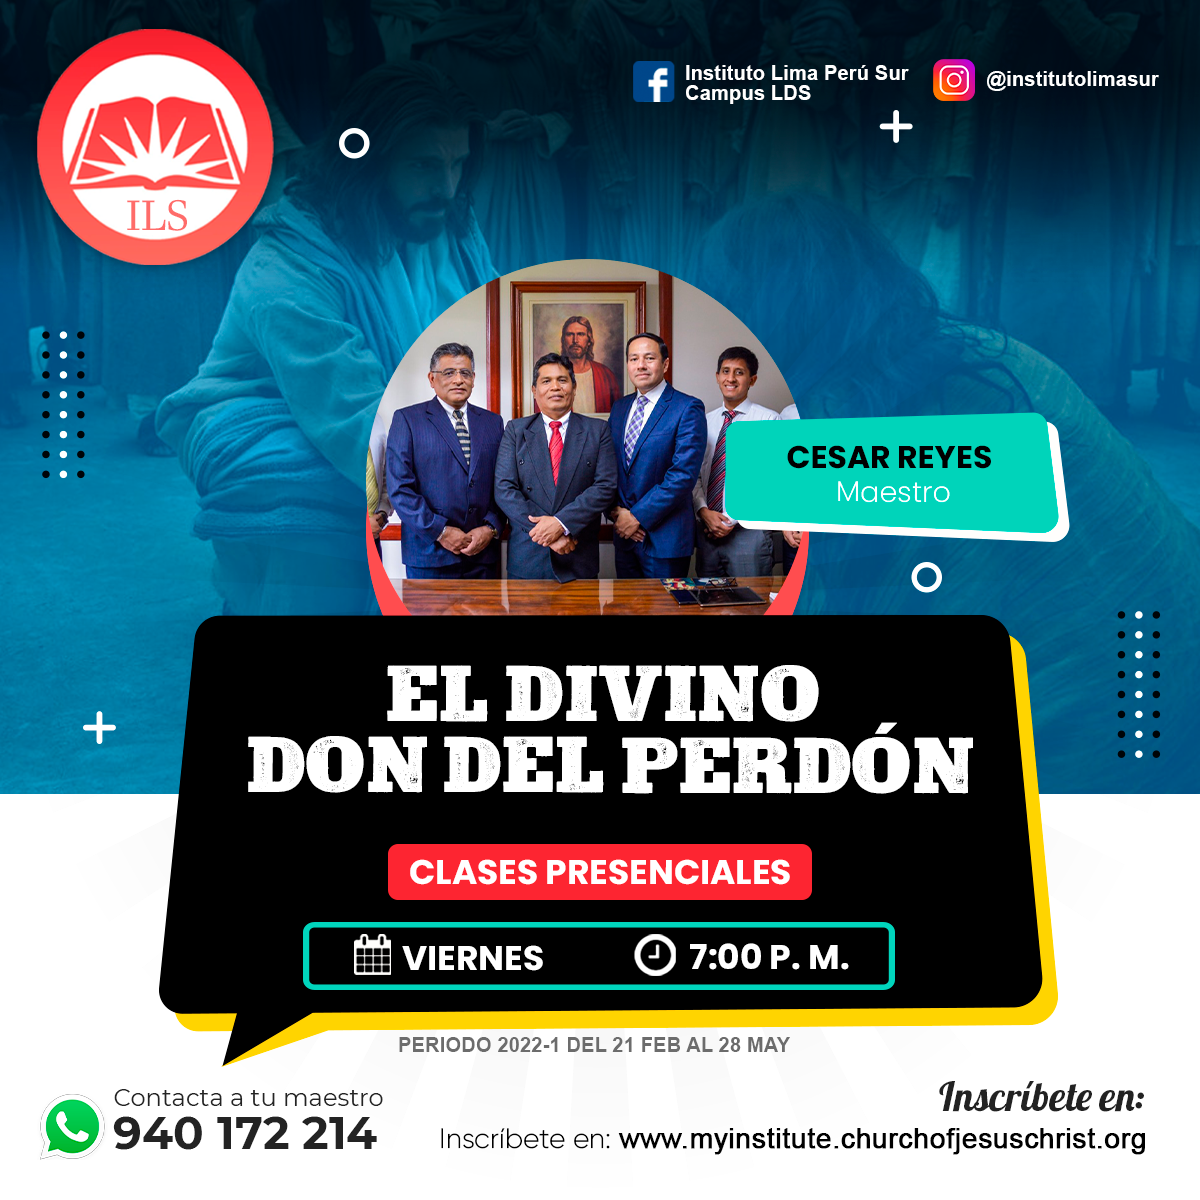 ILS
Instituto Lima Perú Sur
Campus LDS
@institutolimasur
CESAR REYES
Maestro
EL DIVINO
DON DEL PERDÓN
CLASES PRESENCIALES
VIERNES
7:00 P. M.
PERIODO 2022-1 DEL 21 FEB AL 28 MAY
Contacta a tu maestro
940 172 214
Inscríbete en:
Inscríbete en: www.myinstitute.churchofjesuschrist.org